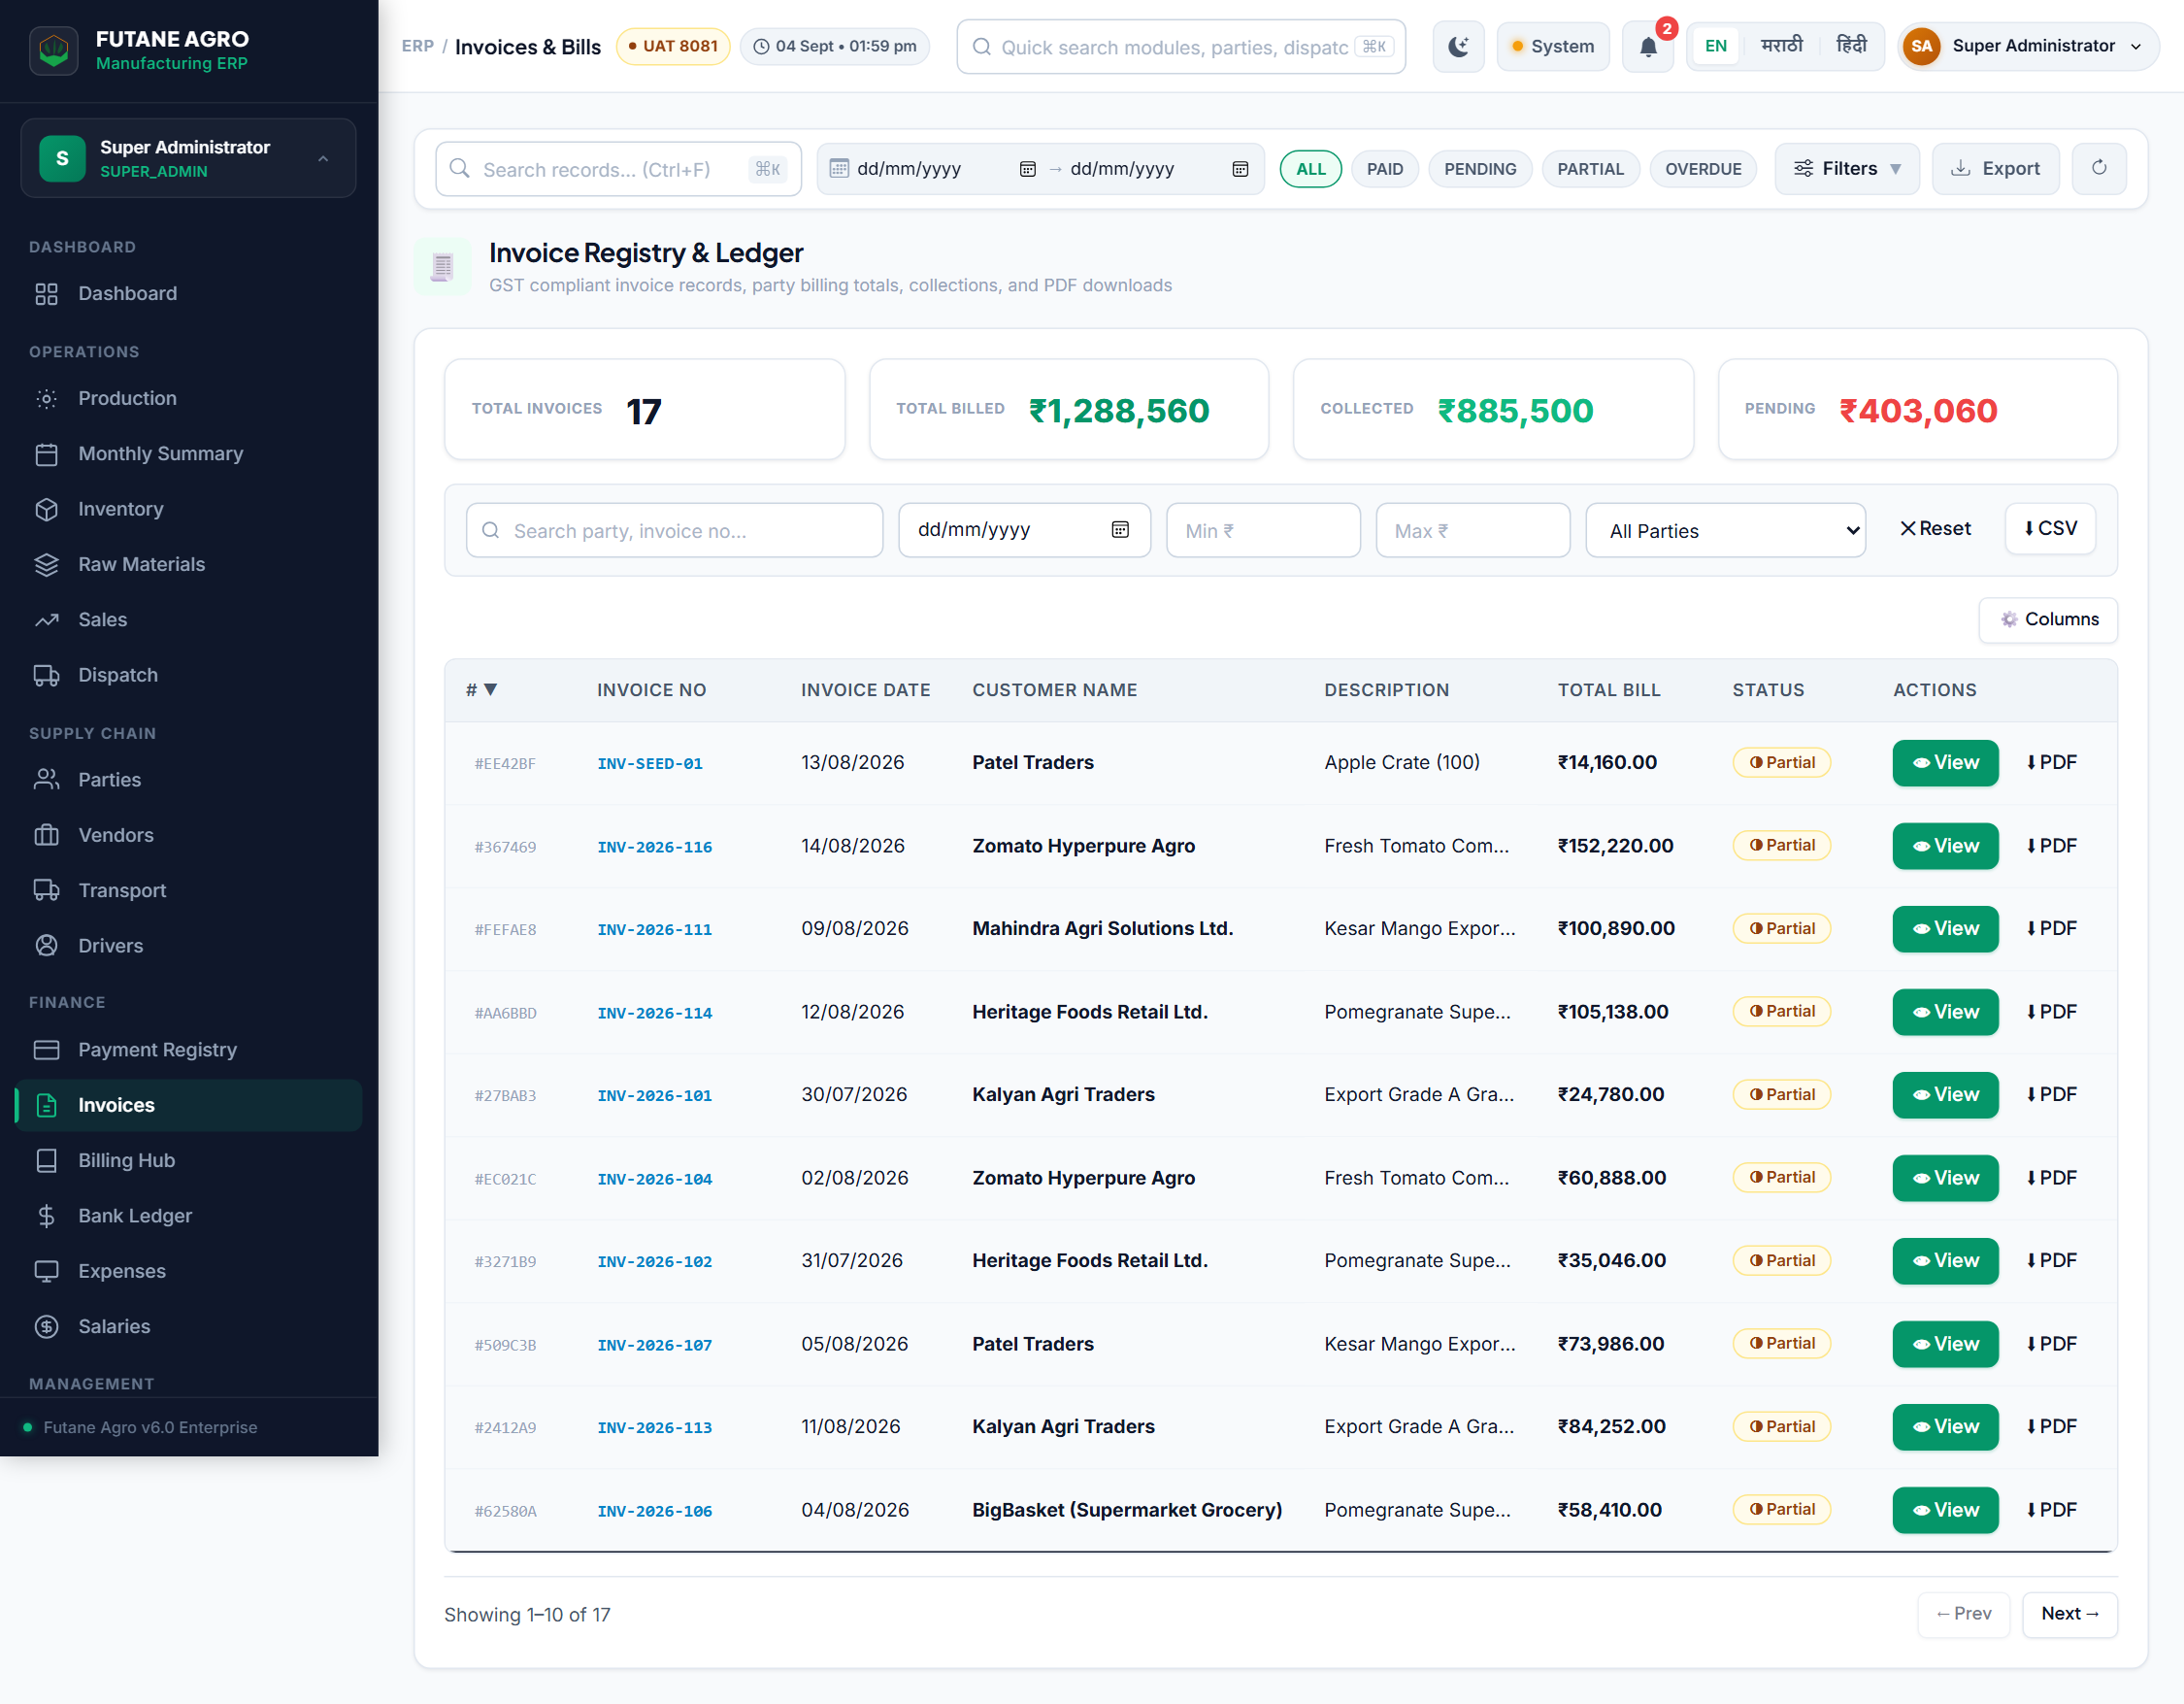 FUTANE AGRO
Manufacturing ERP
S
Super Administrator
SUPER_ADMIN
DASHBOARD
Dashboard
OPERATIONS
Production
Monthly Summary
Inventory
Raw Materials
Sales
Dispatch
SUPPLY CHAIN
Parties
Vendors
Transport
Drivers
FINANCE
Payment Registry
Invoices
Billing Hub
Bank Ledger
Expenses
Salaries
MANAGEMENT
Futane Agro v6.0 Enterprise
ERP / Invoices & Bills UAT 8081 04 Sept • 01:59 pm Quick search modules, parties, dispatc ⌘K System 2 EN मराठी हिंदी SA Super Administrator
Search records... (Ctrl+F) ⌘K dd/mm/yyyy → dd/mm/yyyy ALL PAID PENDING PARTIAL OVERDUE Filters ▼ Export
Invoice Registry & Ledger
GST compliant invoice records, party billing totals, collections, and PDF downloads
TOTAL INVOICES 17 TOTAL BILLED ₹1,288,560 COLLECTED ₹885,500 PENDING ₹403,060
Search party, invoice no... dd/mm/yyyy Min ₹ Max ₹ All Parties ✕ Reset ⬇ CSV
Columns
# ▼ INVOICE NO INVOICE DATE CUSTOMER NAME DESCRIPTION TOTAL BILL STATUS ACTIONS
#EE42BF INV-SEED-01 13/08/2026 Patel Traders Apple Crate (100) ₹14,160.00 Partial View ⬇ PDF
#367469 INV-2026-116 14/08/2026 Zomato Hyperpure Agro Fresh Tomato Com... ₹152,220.00 Partial View ⬇ PDF
#FEFAE8 INV-2026-111 09/08/2026 Mahindra Agri Solutions Ltd. Kesar Mango Expor... ₹100,890.00 Partial View ⬇ PDF
#AA6BBD INV-2026-114 12/08/2026 Heritage Foods Retail Ltd. Pomegranate Supe... ₹105,138.00 Partial View ⬇ PDF
#27BAB3 INV-2026-101 30/07/2026 Kalyan Agri Traders Export Grade A Gra... ₹24,780.00 Partial View ⬇ PDF
#EC021C INV-2026-104 02/08/2026 Zomato Hyperpure Agro Fresh Tomato Com... ₹60,888.00 Partial View ⬇ PDF
#3271B9 INV-2026-102 31/07/2026 Heritage Foods Retail Ltd. Pomegranate Supe... ₹35,046.00 Partial View ⬇ PDF
#509C3B INV-2026-107 05/08/2026 Patel Traders Kesar Mango Expor... ₹73,986.00 Partial View ⬇ PDF
#2412A9 INV-2026-113 11/08/2026 Kalyan Agri Traders Export Grade A Gra... ₹84,252.00 Partial View ⬇ PDF
#62580A INV-2026-106 04/08/2026 BigBasket (Supermarket Grocery) Pomegranate Supe... ₹58,410.00 Partial View ⬇ PDF
Showing 1–10 of 17 ← Prev Next →